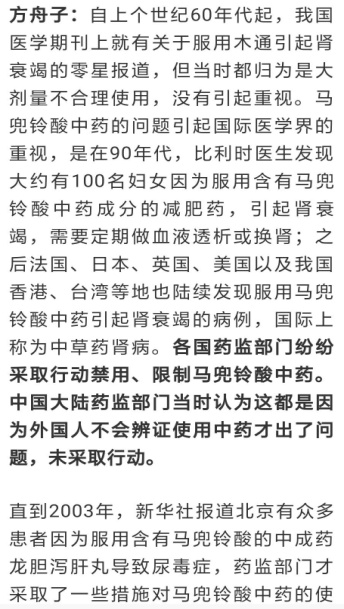 方舟子：自上个世纪60年代起，我国
医学期刊上就有关于服用木通引起肾
衰竭的零星报道，但当时都归为是大
剂量不合理使用，没有引起重视。马
兜铃酸中药的问题引起国际医学界的
重视，是在90年代，比利时医生发现
大约有100名妇女因为服用含有马兜
铃酸中药成分的减肥药，引起肾衰
竭，需要定期做血液透析或换肾；之
后法国、日本、英国、美国以及我国
香港、台湾等地也陆续发现服用马兜
铃酸中药引起肾衰竭的病例，国际上
称为中草药肾病。各国药监部门纷纷
采取行动禁用、限制马兜铃酸中药。
中国大陆药监部门当时认为这都是因
为外国人不会辨证使用中药才出了问
题，未采取行动。
直到2003年，新华社报道北京有众多
患者因为服用含有马兜铃酸的中成药
龙胆泻肝丸导致尿毒症，药监部门才
采取了一些措施对马兜铃酸中药的使